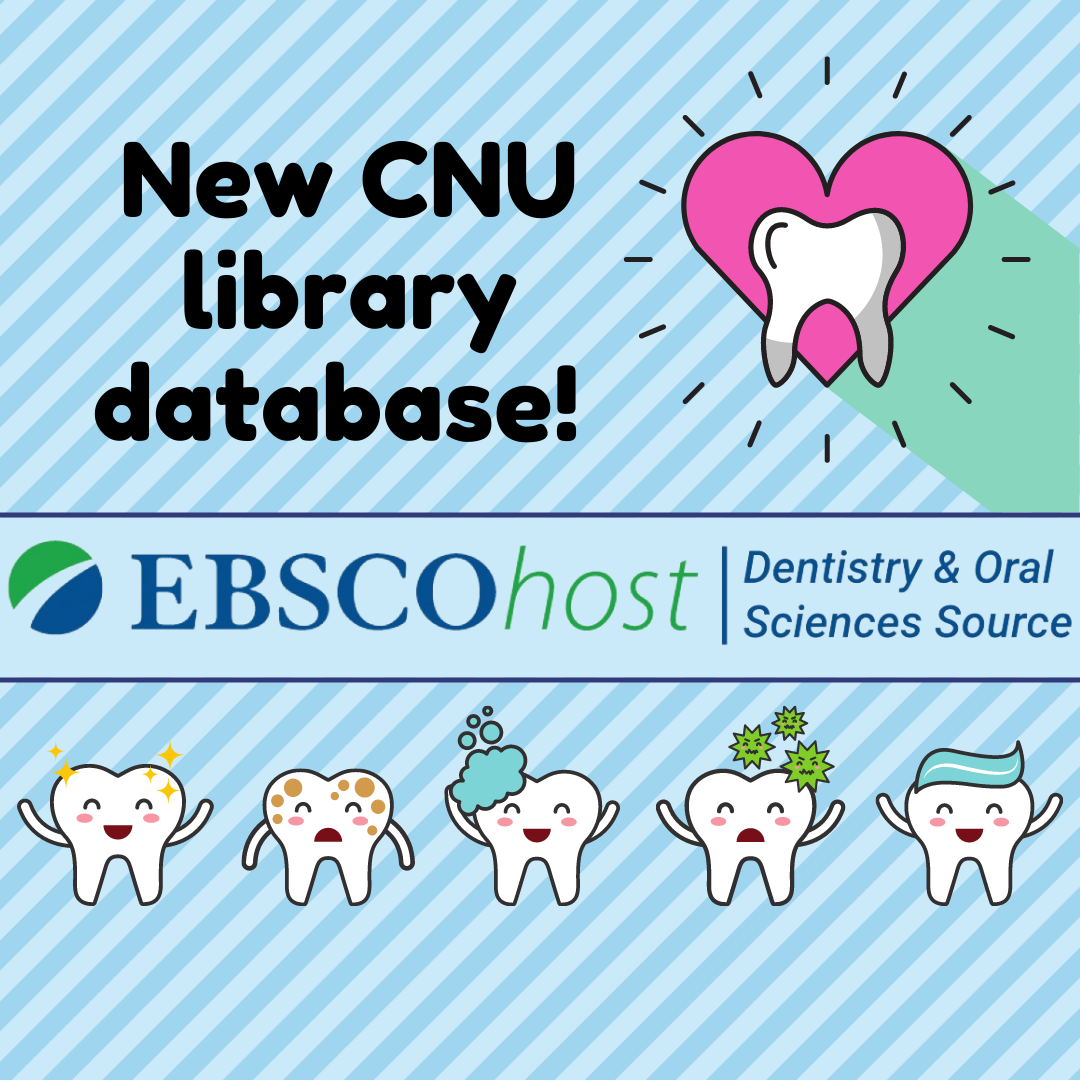 New CNU
library
database!
EBSCOhost
Dentistry & Oral
Sciences Source